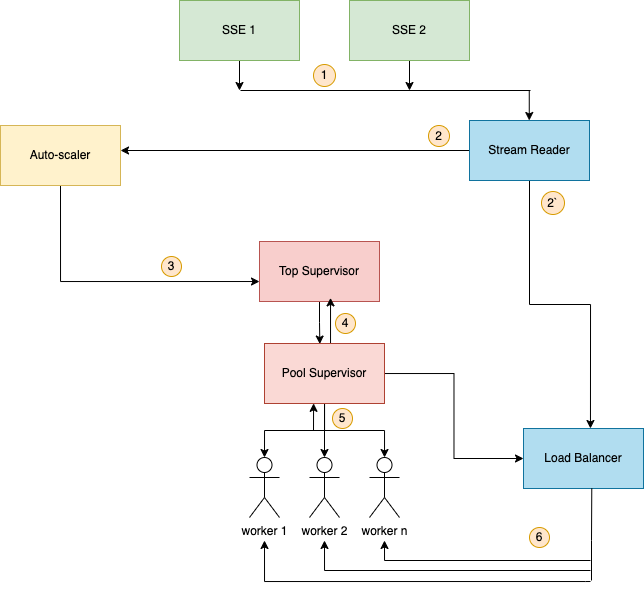 SSE 1
SSE 2
1
2
Stream Reader
Auto-scaler
2`
3
Top Supervisor
4
Pool Supervisor
5
Load Balancer
worker 1
worker 2
worker n
6